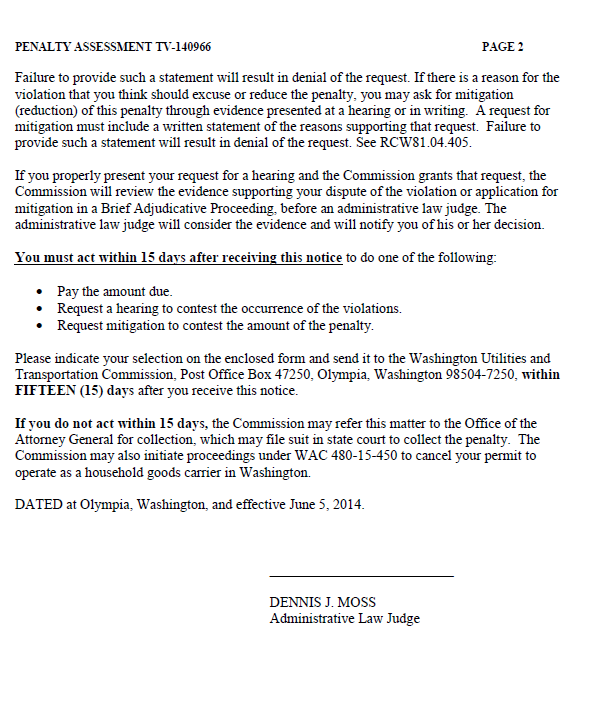 PENALTY ASSESSMENT TV-140966 PAGE 2
Failure to provide such a statement will result in denial of the request. If there is a reason for the
violation that you think should excuse or reduce the penalty, you may ask for mitigation
(reduction) of this penalty through evidence presented at a hearing or in writing. A request for
mitigation must include a written statement of the reasons supporting that request. Failure to
provide such a statement will result in denial of the request. See RCW81.04.405.
If you properly present your request for a hearing and the Commission grants that request, the
Commission will review the evidence supporting your dispute of the violation or application for
mitigation in a Brief Adjudicative Proceeding, before an administrative law judge. The
administrative law judge will consider the evidence and will notify you of his or her decision.
You must act within 15 days after receiving this notice to do one of the following:
• Pay the amount due.
• Request a hearing to contest the occurrence of the violations.
• Request mitigation to contest the amount of the penalty.
Please indicate your selection on the enclosed form and send it to the Washington Utilities and
Transportation Commission, Post Office Box 47250, Olympia, Washington 98504-7250, within
FIFTEEN (15) days after you receive this notice.
If you do not act within 15 days, the Commission may refer this matter to the Office of the
Attorney General for collection, which may file suit in state court to collect the penalty. The
Commission may also initiate proceedings under WAC 480-15-450 to cancel your permit to
operate as a household goods carrier in Washington.
DATED at Olympia, Washington, and effective June 5, 2014.
DENNIS J. MOSS
Administrative Law Judge